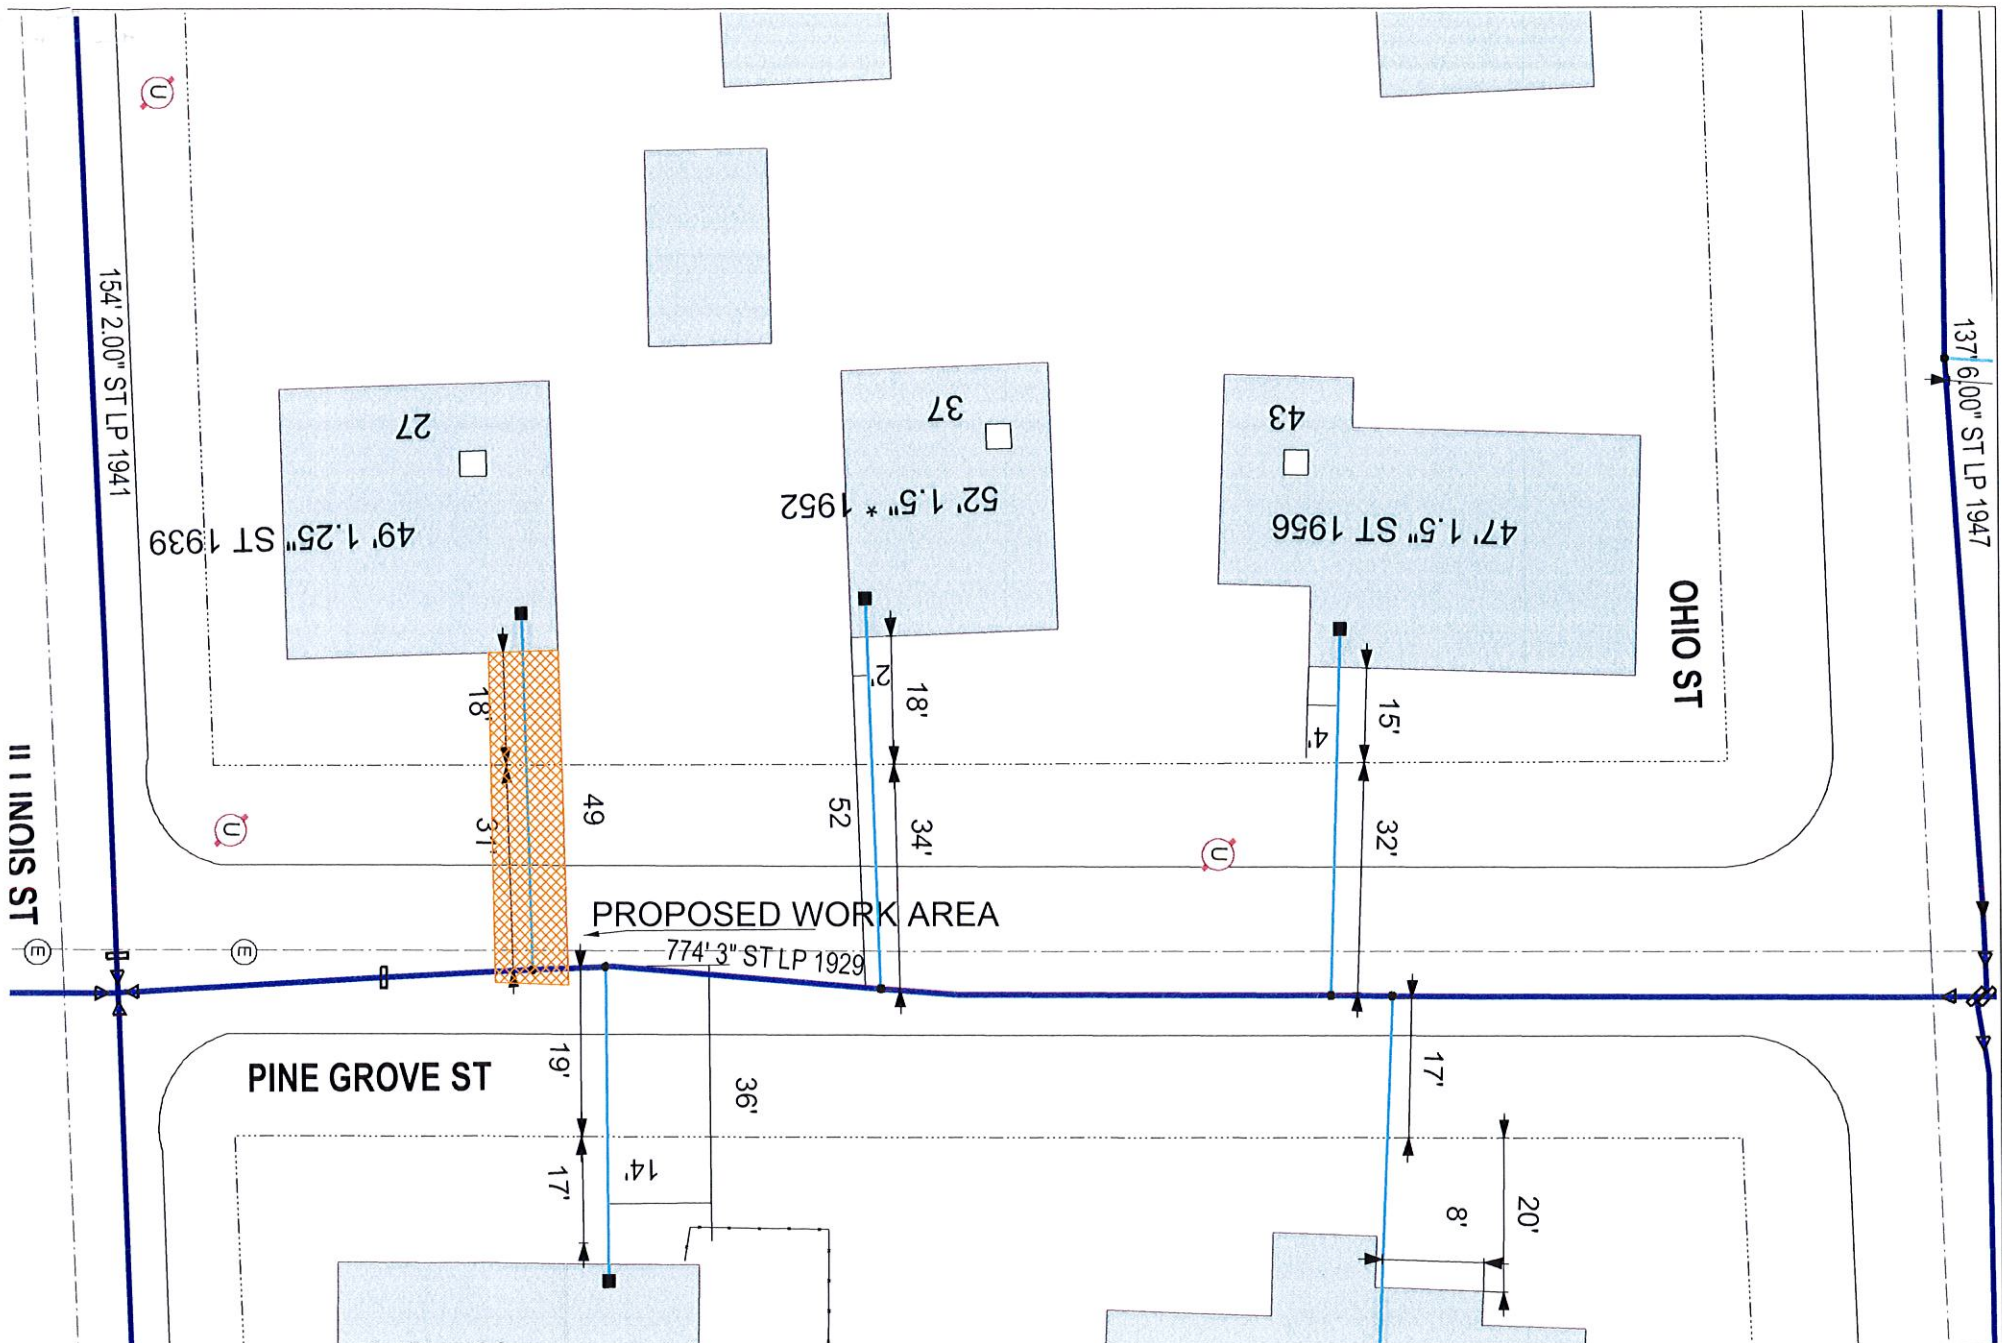 U
154' 2.00" ST LP 1941
137' 6.00" ST LP 1947
27
49' 1.25" ST 1939
37
52' 1.5" * 1952
43
47' 1.5" ST 1956
OHIO ST
18'
2'
18'
4'
15'
ILLINOIS ST
U
31'
49
52
34'
U
32'
PROPOSED WORK AREA
774' 3" ST LP 1929
E
E
PINE GROVE ST
19'
36'
17'
17'
14'
8'
20'